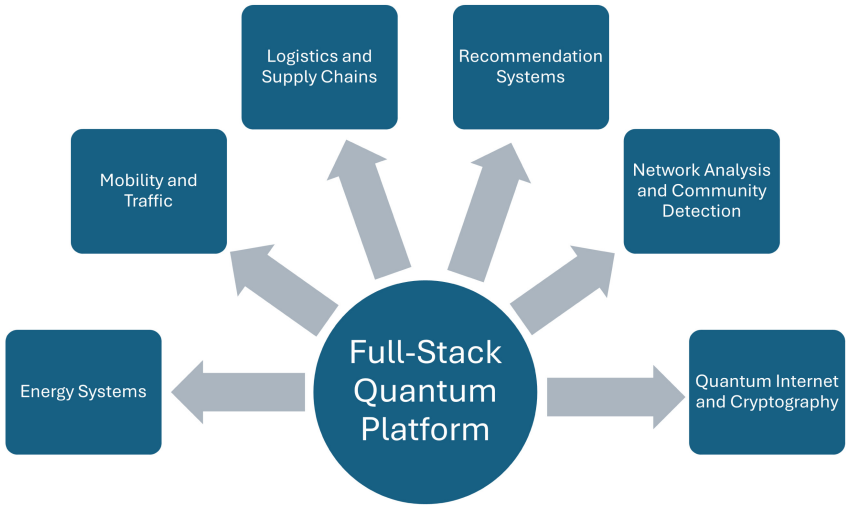 Logistics and
Supply Chains
Recommendation
Systems
Mobility and
Traffic
Network Analysis
and Community
Detection
Energy Systems
Full-Stack
Quantum
Platform
Quantum Internet
and Cryptography